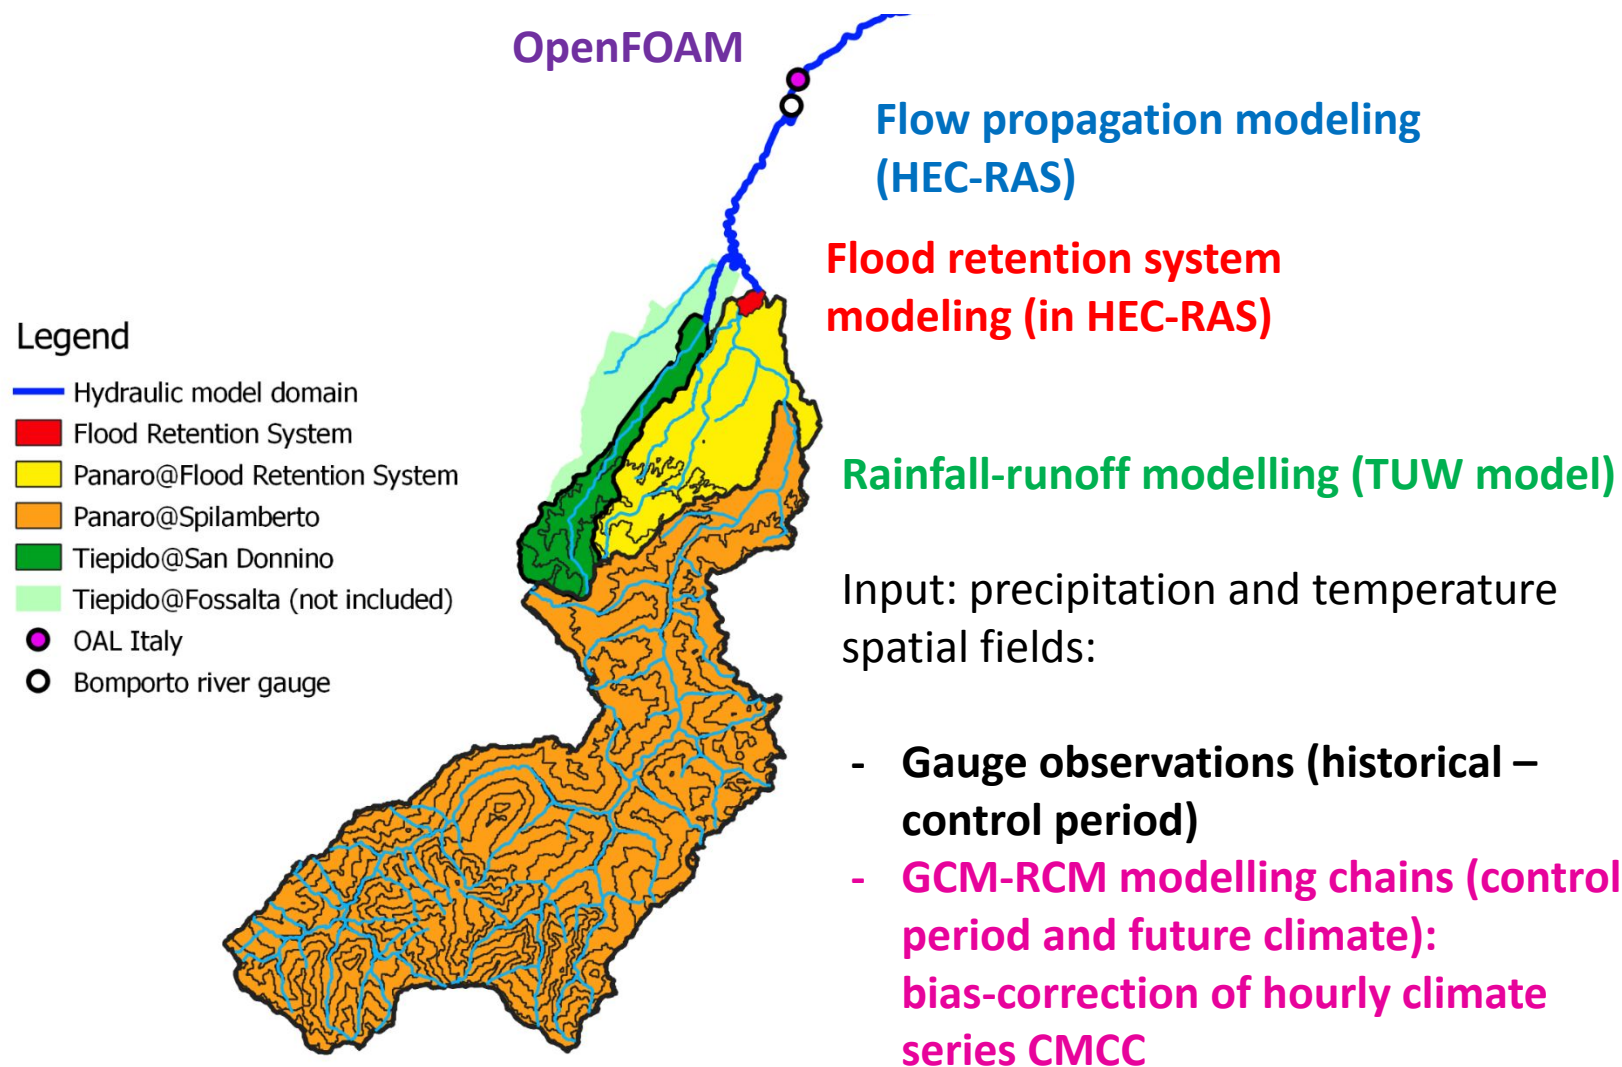 OpenFOAM
Flow propagation modeling
(HEC-RAS)
Flood retention system
modeling (in HEC-RAS)
Legend
Hydraulic model domain
Flood Retention System
Panaro@Flood Retention System
Panaro@Spilamberto
Tiepido@San Donnino
Tiepido@Fossalta (not included)
OAL Italy
Bomporto river gauge
Rainfall-runoff modelling (TUW model)
Input: precipitation and temperature
spatial fields:
- Gauge observations (historical –
control period)
- GCM-RCM modelling chains (control
period and future climate):
bias-correction of hourly climate
series CMCC